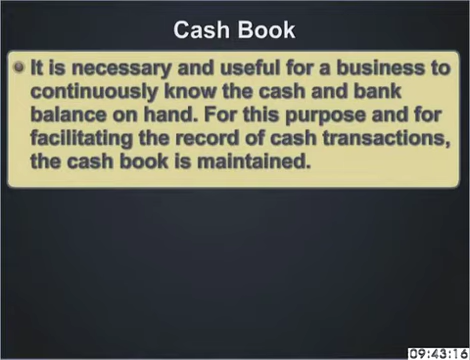 Cash Book
It is necessary and useful for a business to
continuously know the cash and bank
balance on hand. For this purpose and for
facilitating the record of cash transactions,
the cash book is maintained.
09:43:16